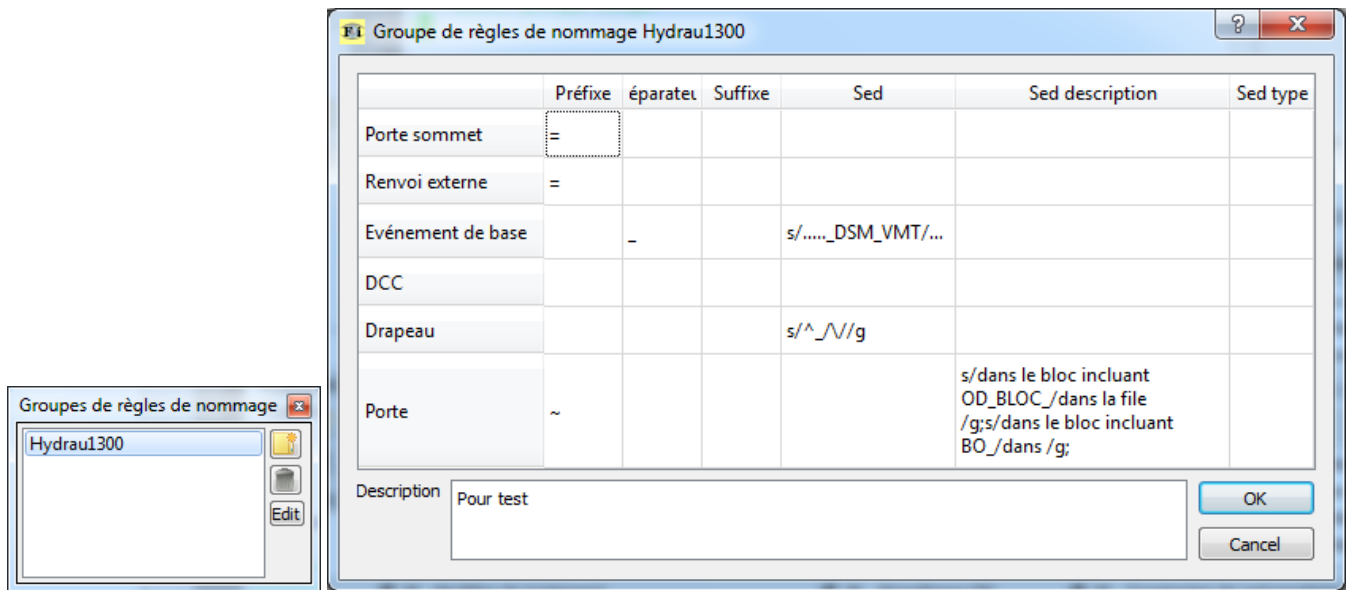 Groupes de règles de nommage
Hydrau1300
Edit
Fi Groupe de règles de nommage Hydrau1300
Préfixe éparateu Suffixe Sed Sed description Sed type
Porte sommet =
Renvoi externe =
Evénement de base _ s/....._DSM_VMT/...
DCC
Drapeau s/^_/\//g
Porte ~ s/dans le bloc incluant
OD_BLOC_/dans la file
/g;s/dans le bloc incluant
BO_/dans /g;
Description Pour test
OK
Cancel